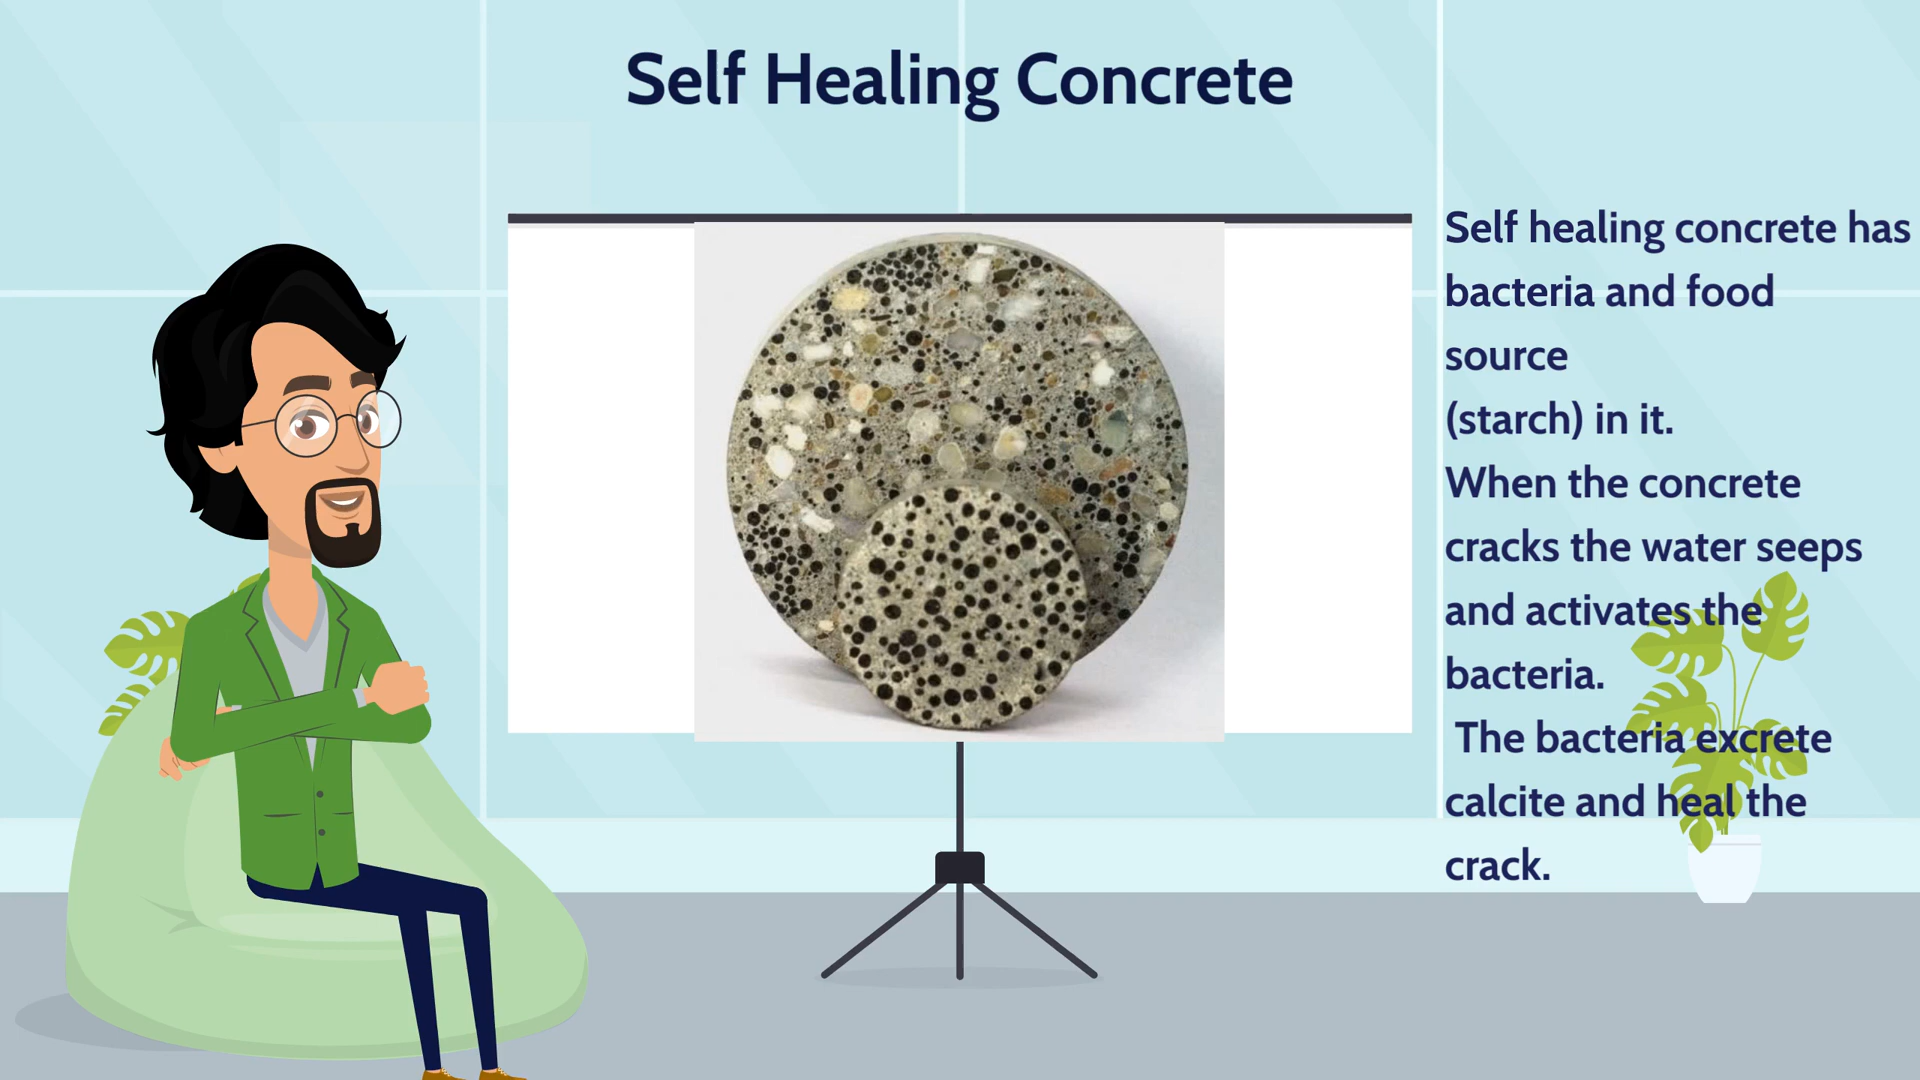 Self Healing Concrete
Self healing concrete has
bacteria and food
source
(starch) in it.
When the concrete
cracks the water seeps
and activates the
bacteria.
The bacteria excrete
calcite and heal the
crack.